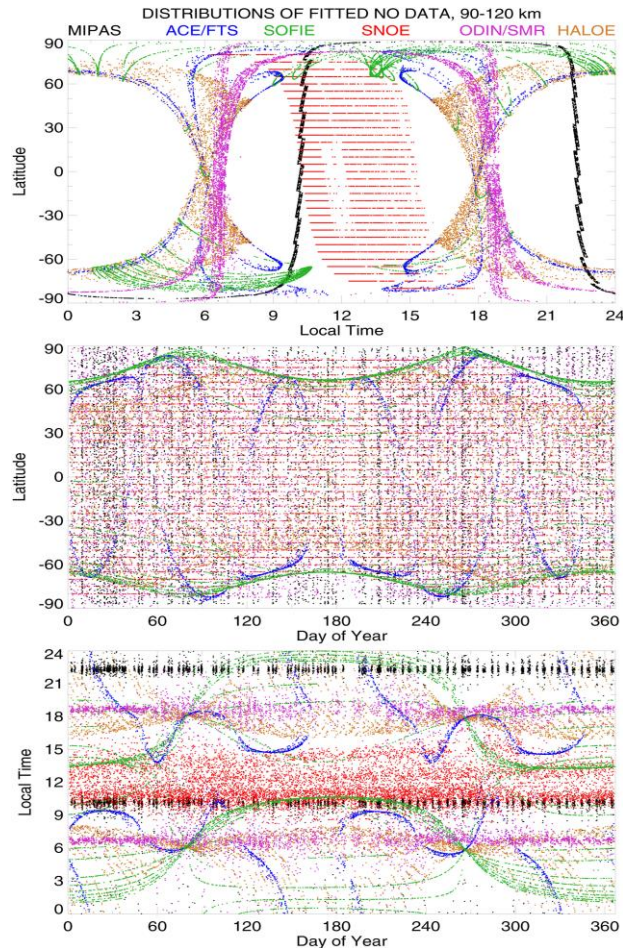 DISTRIBUTIONS OF FITTED NO DATA, 90-120 km
MIPAS ACE/FTS SOFIE SNOE ODIN/SMR HALOE
90
60
30
0
-30
-60
-90
Latitude
0 3 6 9 12 15 18 21 24
Local Time
90
60
30
0
-30
-60
-90
Latitude
0 60 120 180 240 300 360
Day of Year
24
21
18
15
12
9
6
3
0
Local Time
0 60 120 180 240 300 360
Day of Year